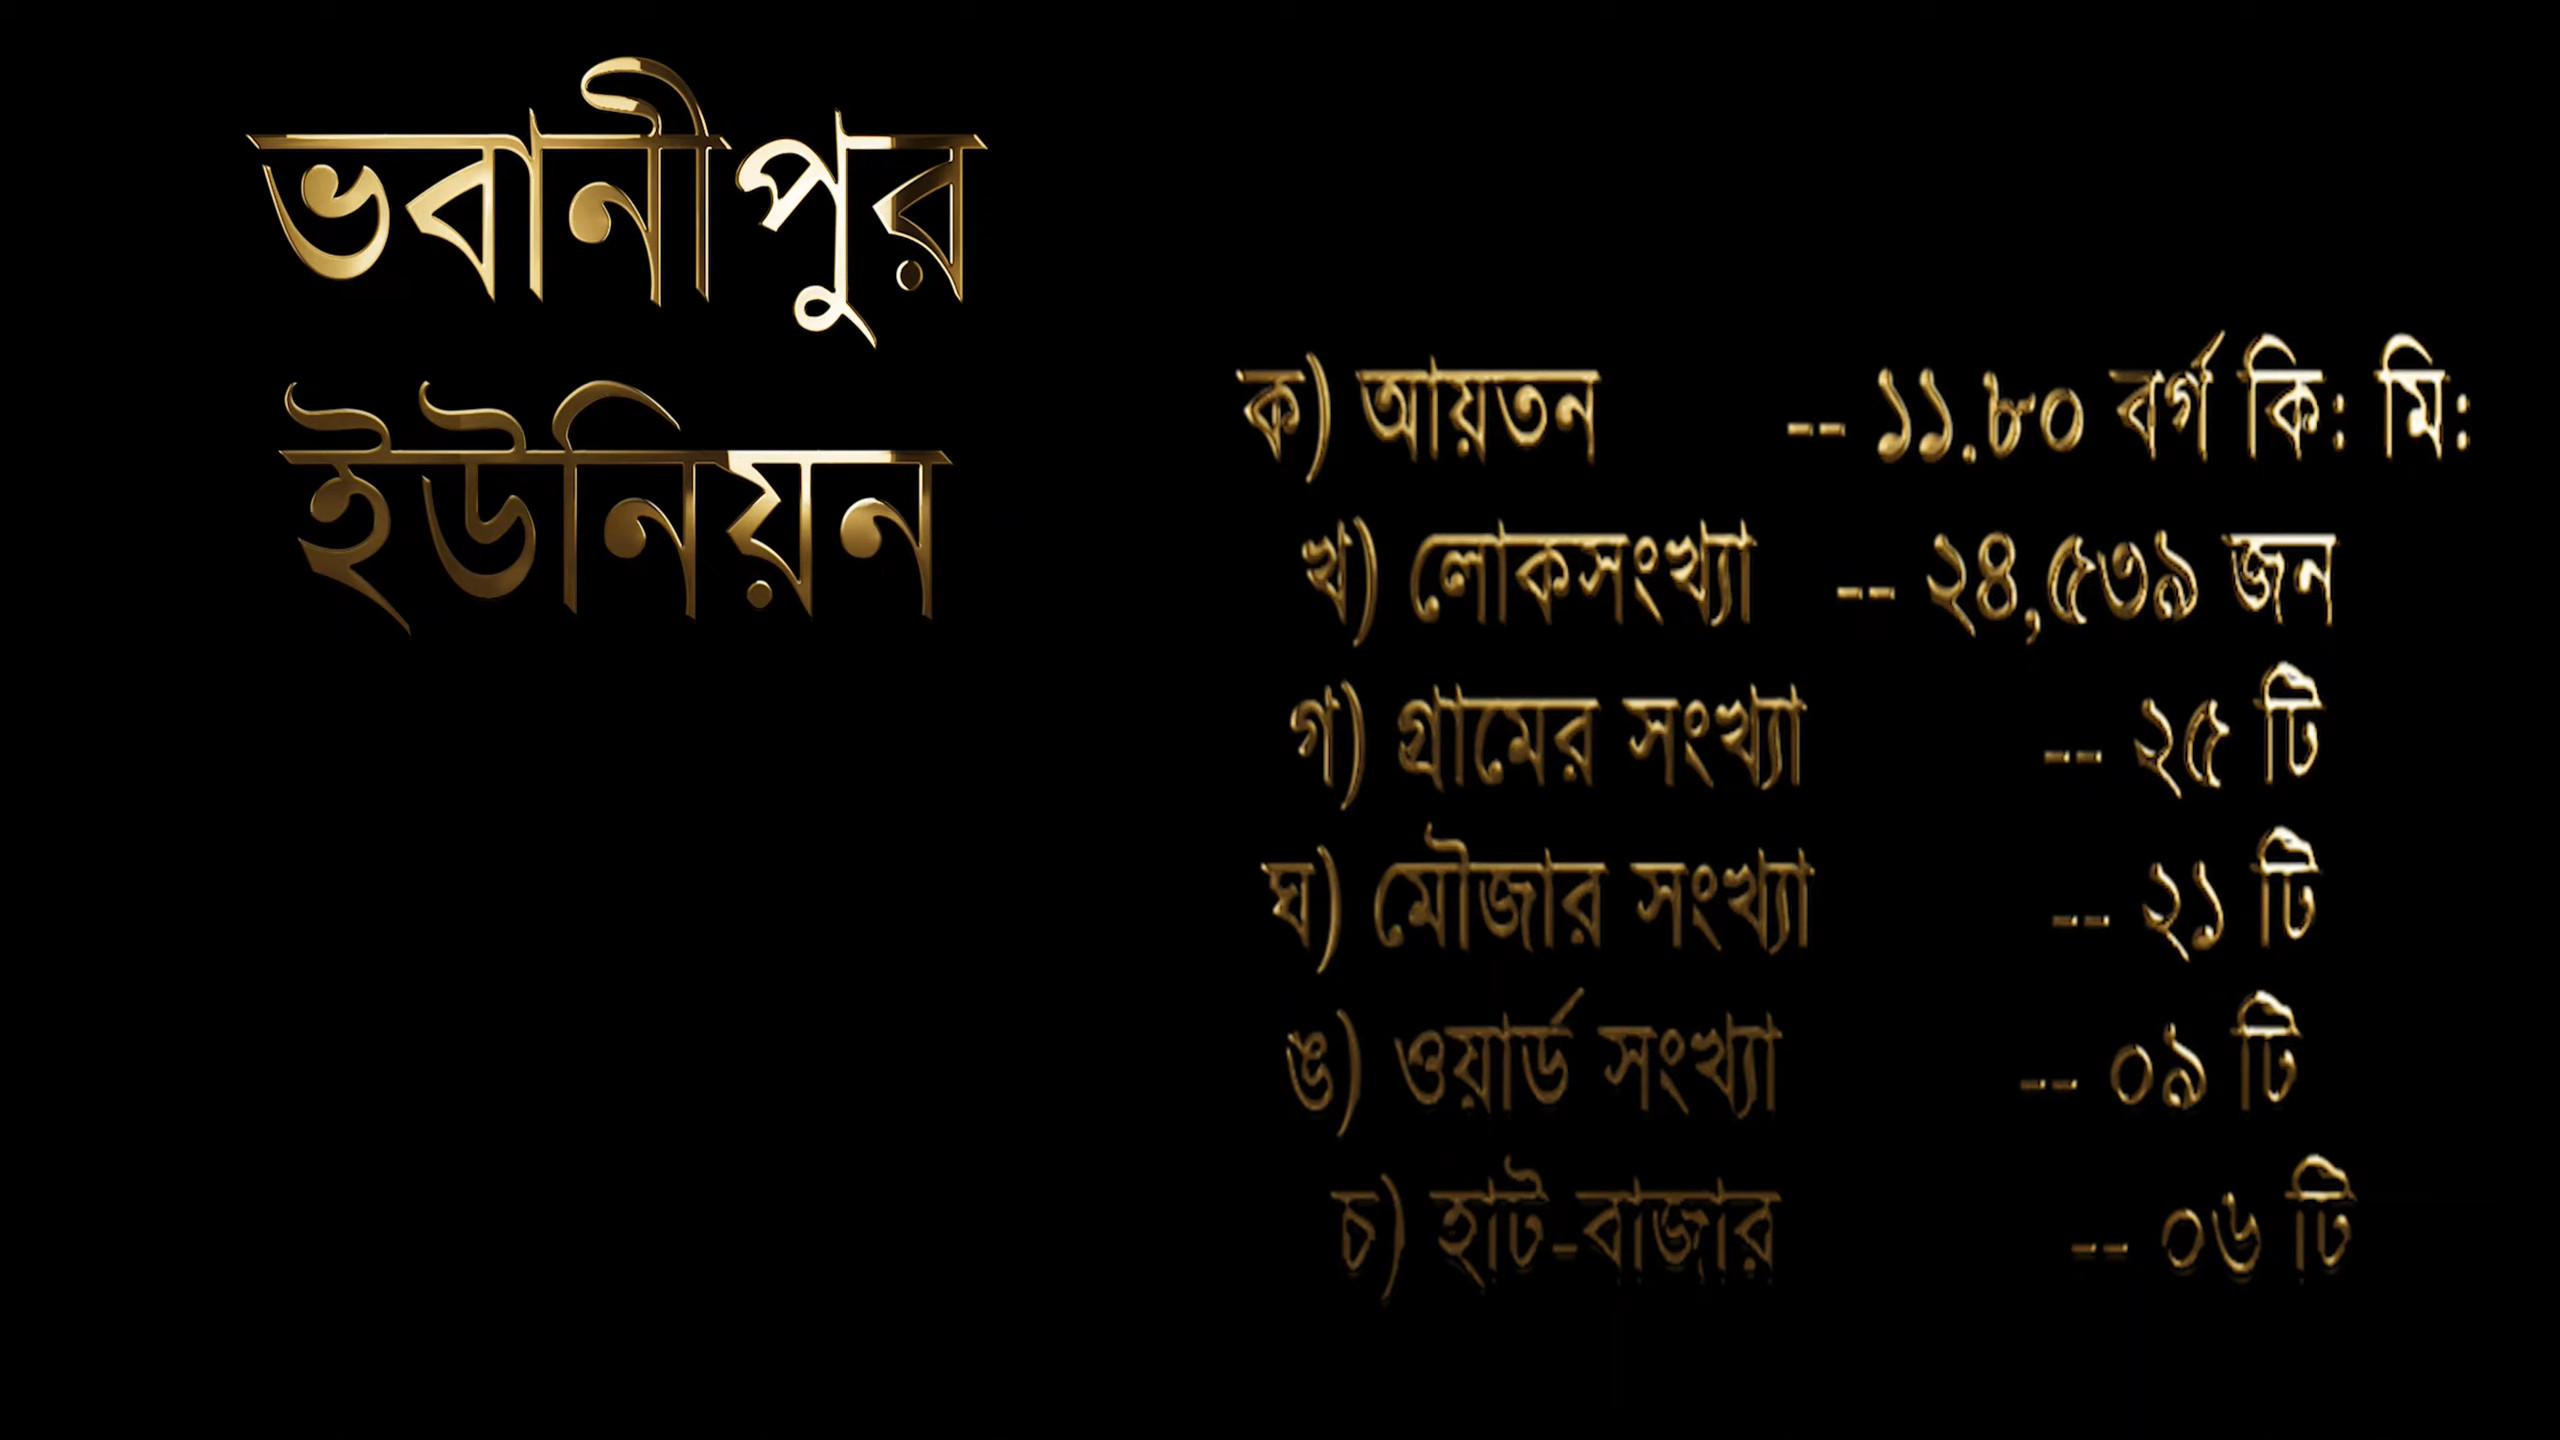 ভবানীপুর
ইউনিয়ন
ক) আয়তন -- ১১.৮০ বর্গ কি: মি:
খ) লোকসংখ্যা -- ২৪,৫৩৯ জন
গ) গ্রামের সংখ্যা -- ২৫ টি
ঘ) মৌজার সংখ্যা -- ২১ টি
ঙ) ওয়ার্ড সংখ্যা -- ০৯ টি
চ) হাট-বাজার -- ০৬ টি